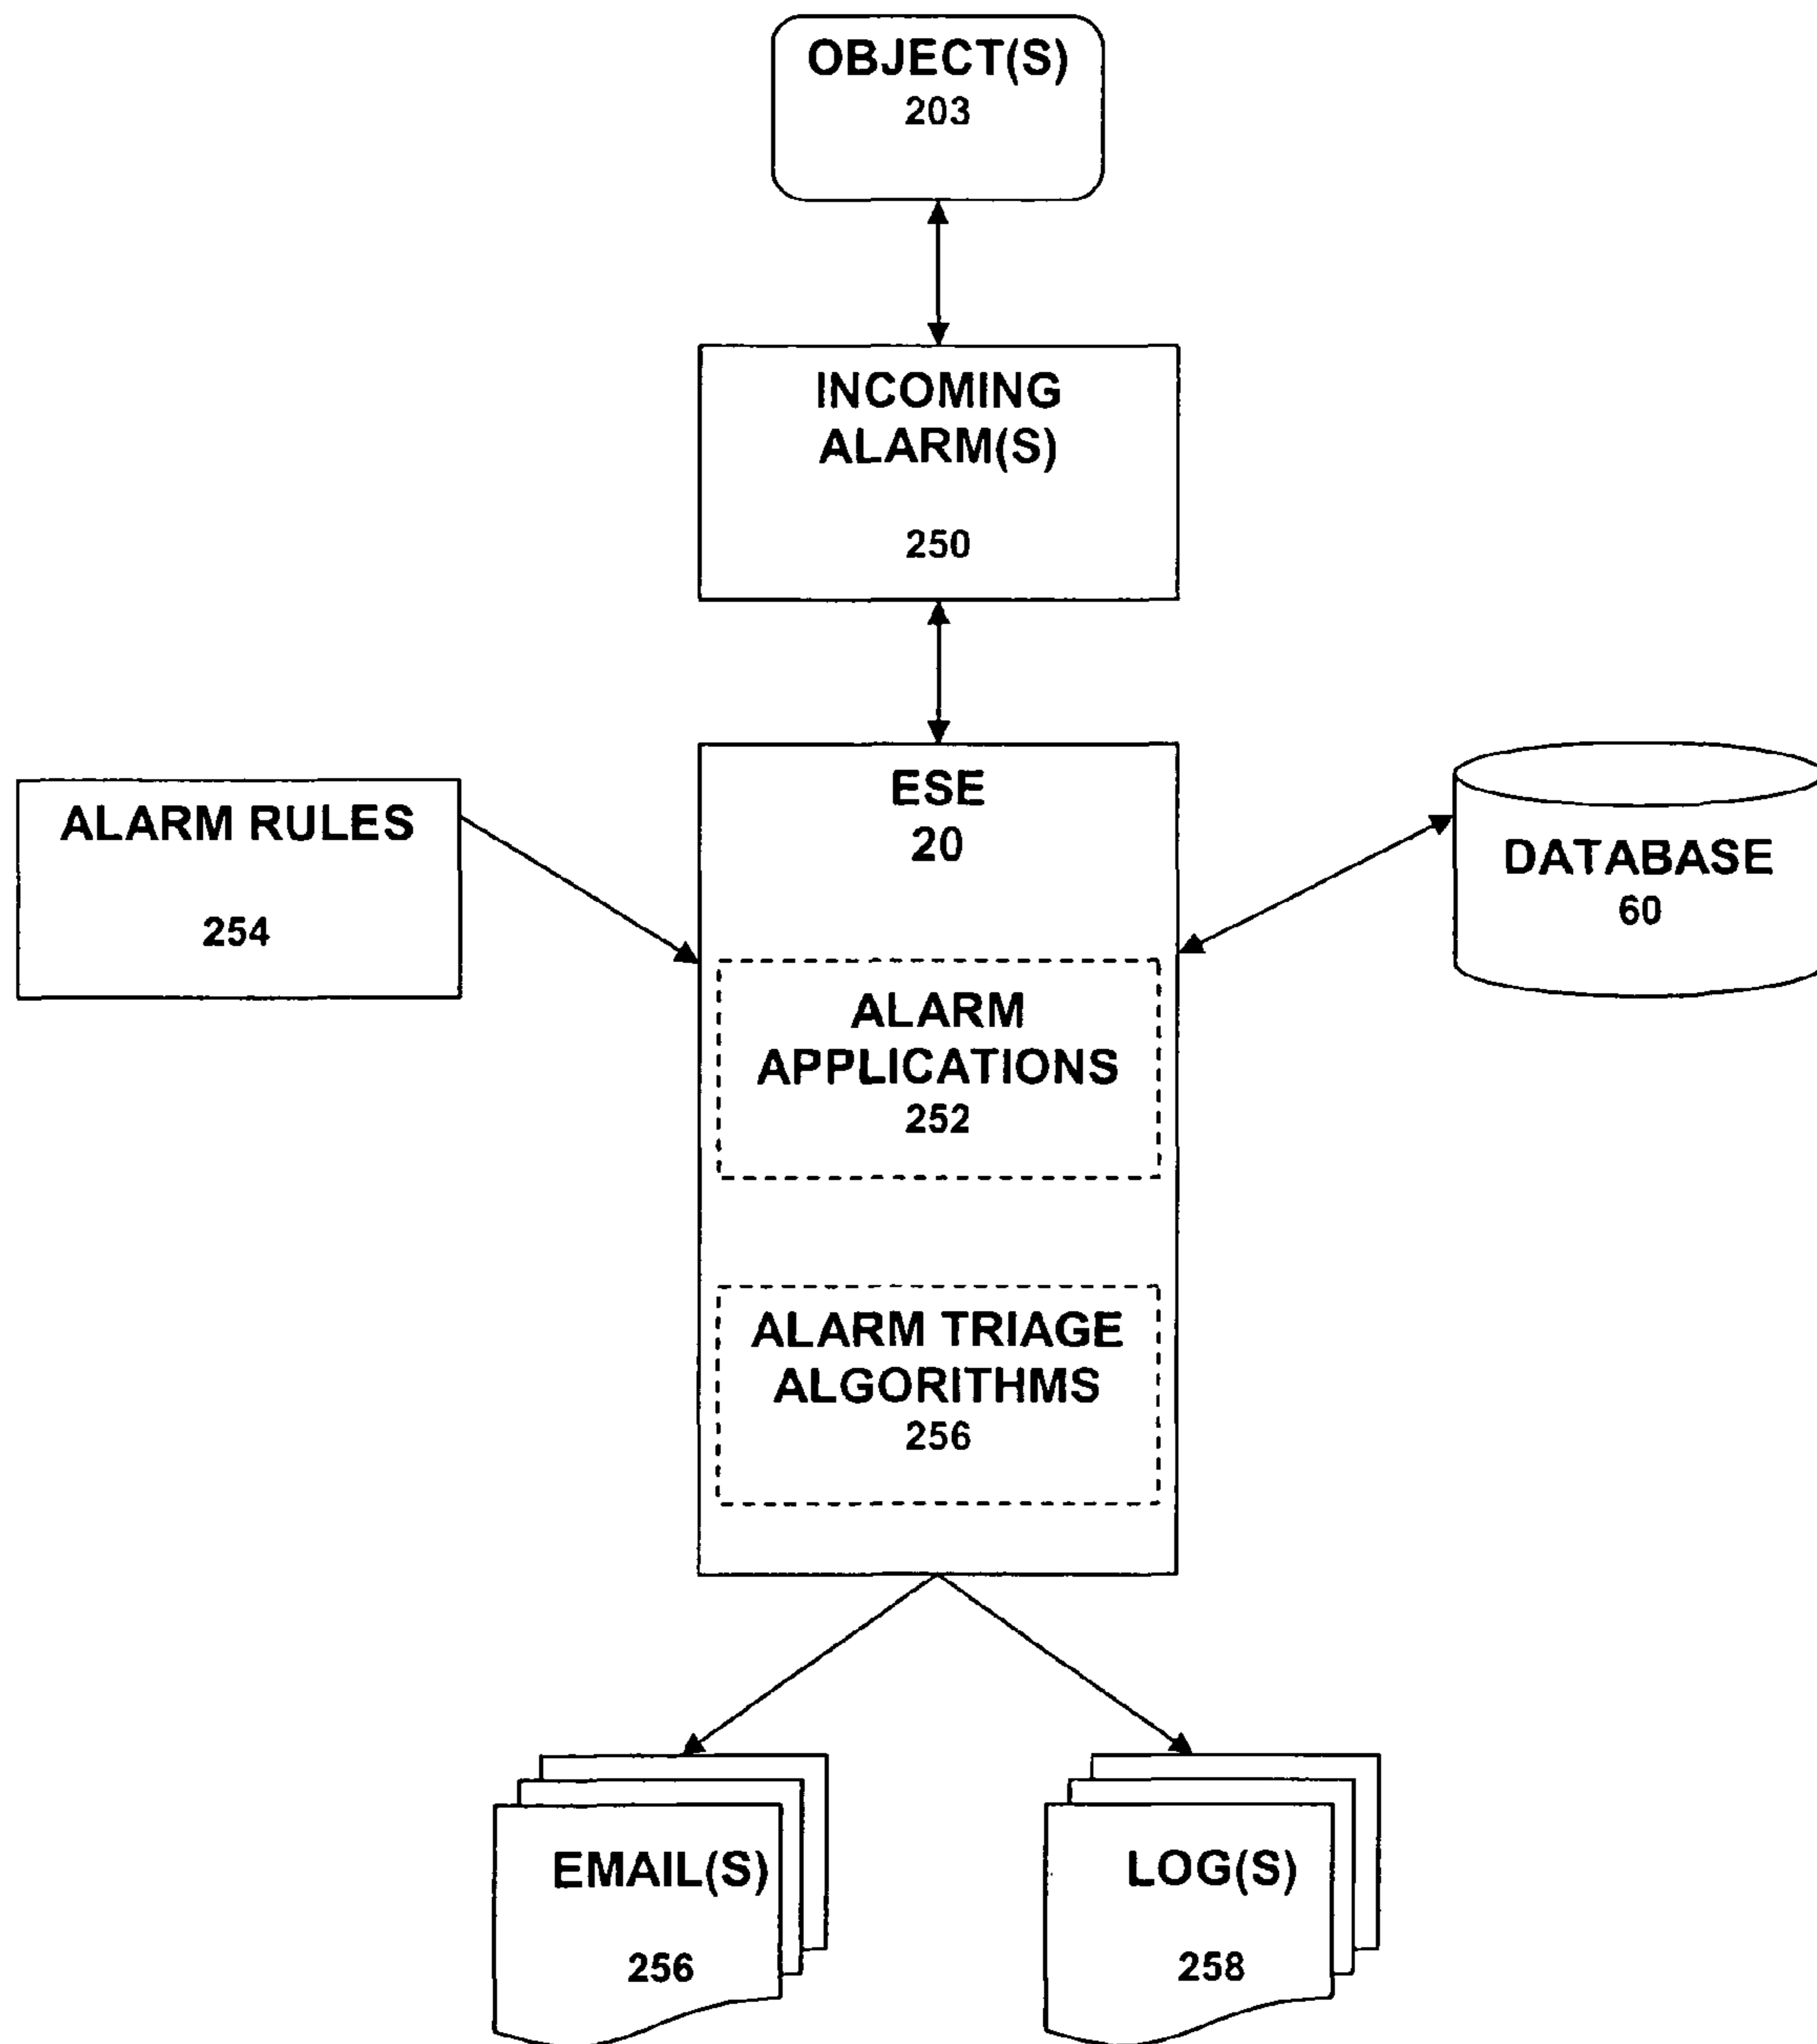 OBJECT(S)
203
INCOMING
ALARM(S)
250
ALARM RULES
254
ESE
20
DATABASE
60
ALARM
APPLICATIONS
252
ALARM TRIAGE
ALGORITHMS
256
EMAIL(S)
256
LOG(S)
258